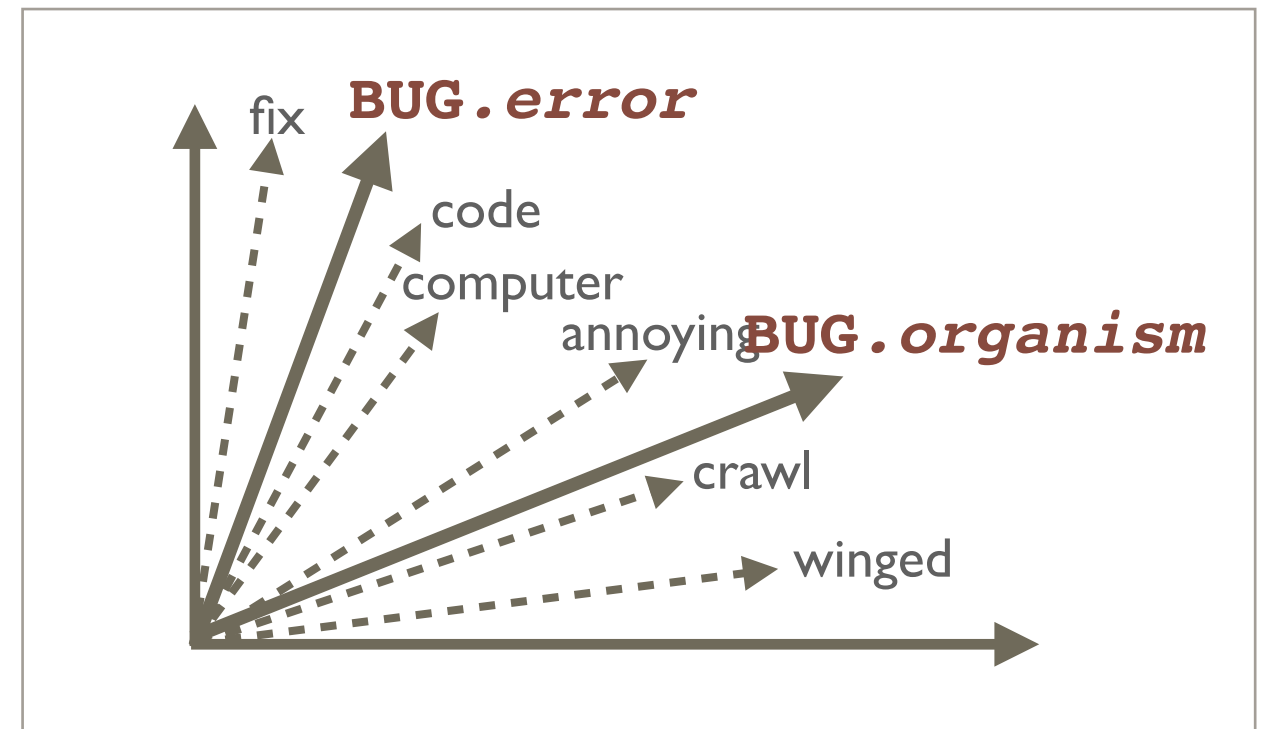 fix
BUG.error
code
computer
annoying
BUG.organism
crawl
winged